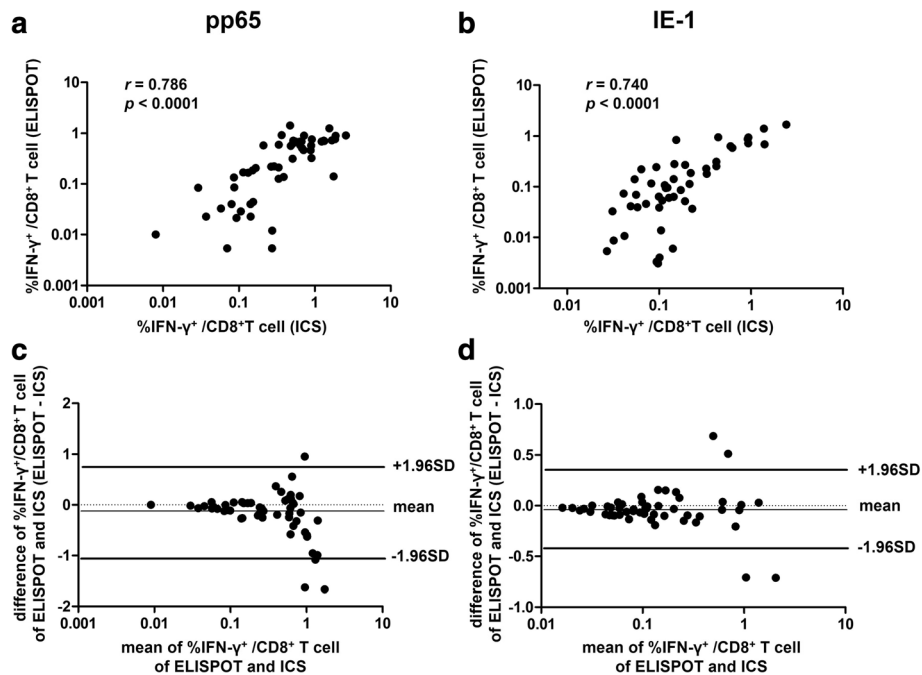 a
pp65
%IFN-γ⁺ /CD8⁺ T cell (ELISPOT)
10
1
0.1
0.01
0.001
r = 0.786
p < 0.0001
0.001
0.01
0.1
1
10
%IFN-γ⁺ /CD8⁺T cell (ICS)
b
IE-1
%IFN-γ⁺ /CD8⁺ T cell (ELISPOT)
10
1
0.1
0.01
0.001
r = 0.740
p < 0.0001
0.01
0.1
1
10
%IFN-γ⁺ /CD8⁺T cell (ICS)
c
difference of %IFN-γ⁺/CD8⁺ T cell
of ELISPOT and ICS (ELISPOT - ICS)
2
1
0
-1
-2
+1.96SD
mean
-1.96SD
0.001
0.01
0.1
1
10
mean of %IFN-γ⁺ /CD8⁺ T cell
of ELISPOT and ICS
d
difference of %IFN-γ⁺/CD8⁺ T cell
of ELISPOT and ICS (ELISPOT - ICS)
1.0
0.5
0.0
-0.5
-1.0
+1.96SD
mean
-1.96SD
0.01
0.1
1
10
mean of %IFN-γ⁺ /CD8⁺ T cell
of ELISPOT and ICS